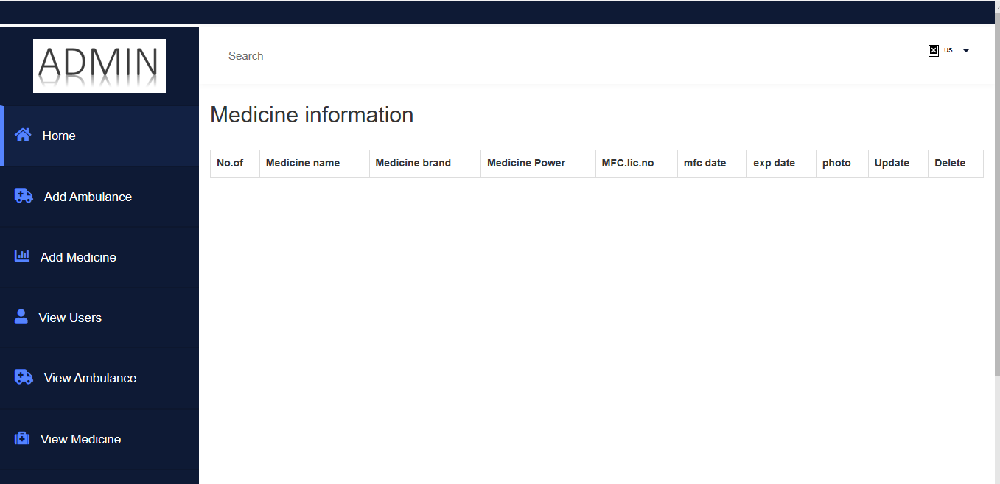 ADMIN
Search
us
Home
Add Ambulance
Add Medicine
View Users
View Ambulance
View Medicine
Medicine information
No.of Medicine name Medicine brand Medicine Power MFC.lic.no mfc date exp date photo Update Delete